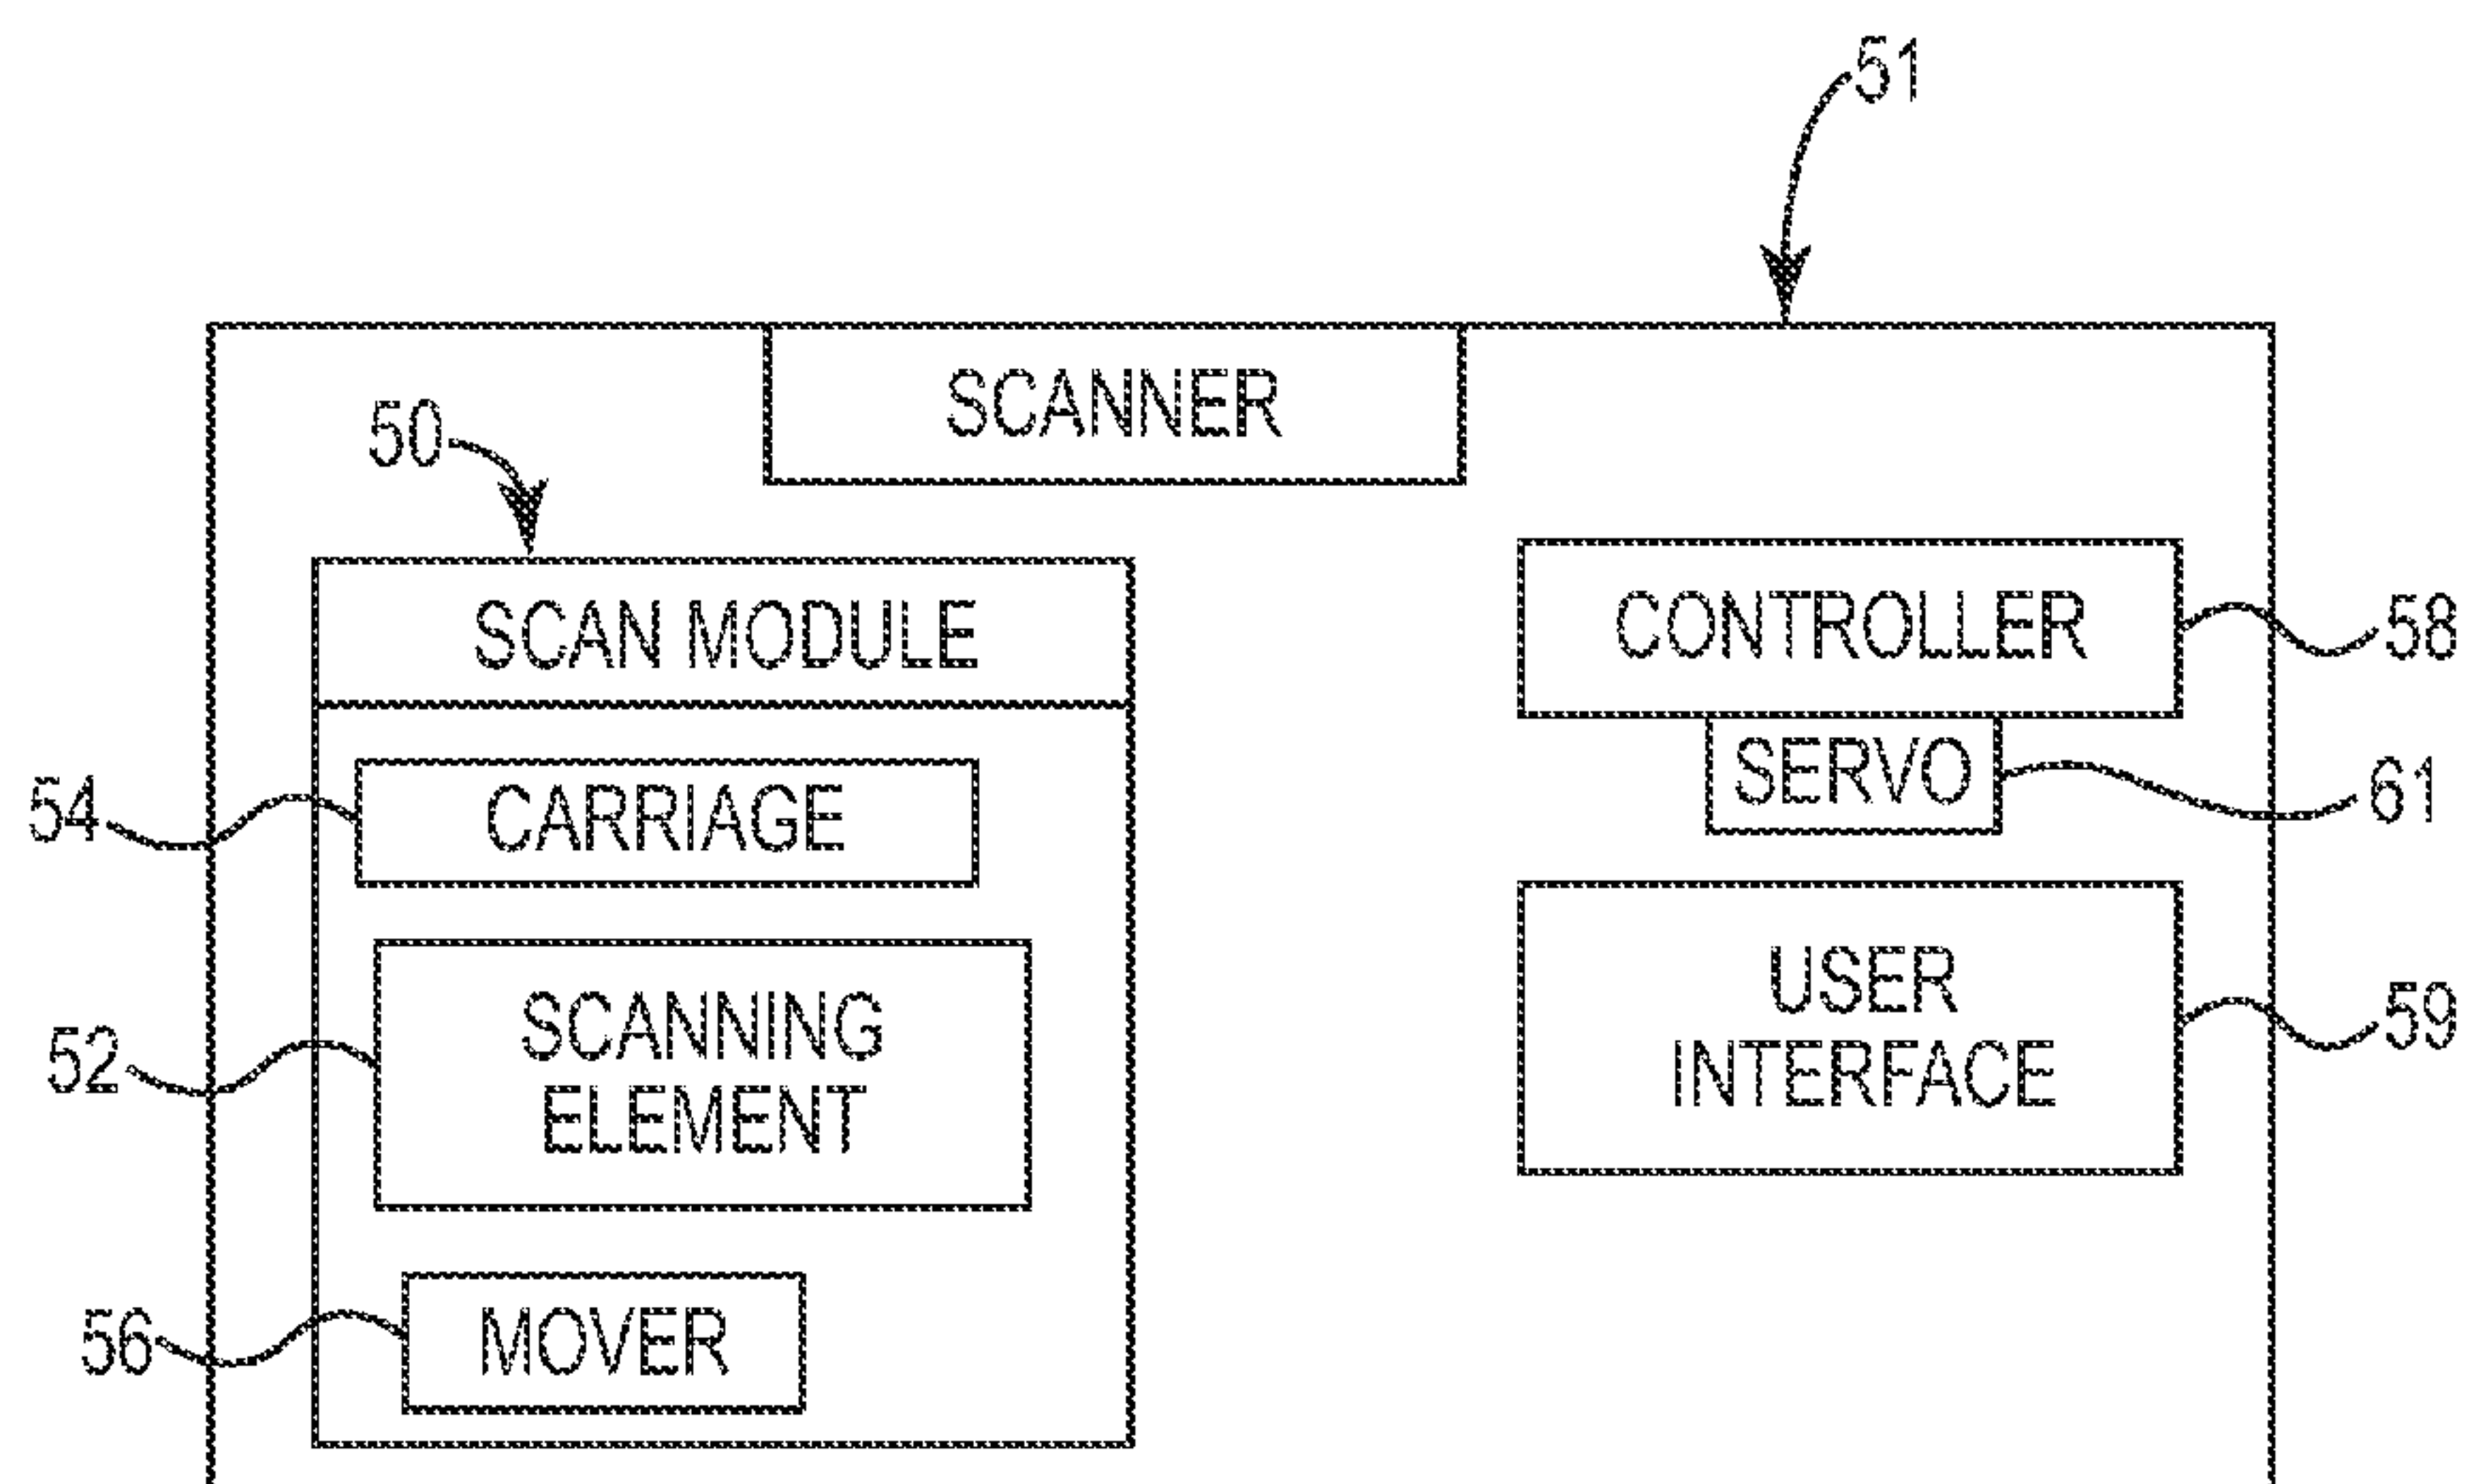 51
SCANNER
50
SCAN MODULE
CONTROLLER
58
SERVO
61
54
CARRIAGE
USER
INTERFACE
59
52
SCANNING
ELEMENT
56
MOVER